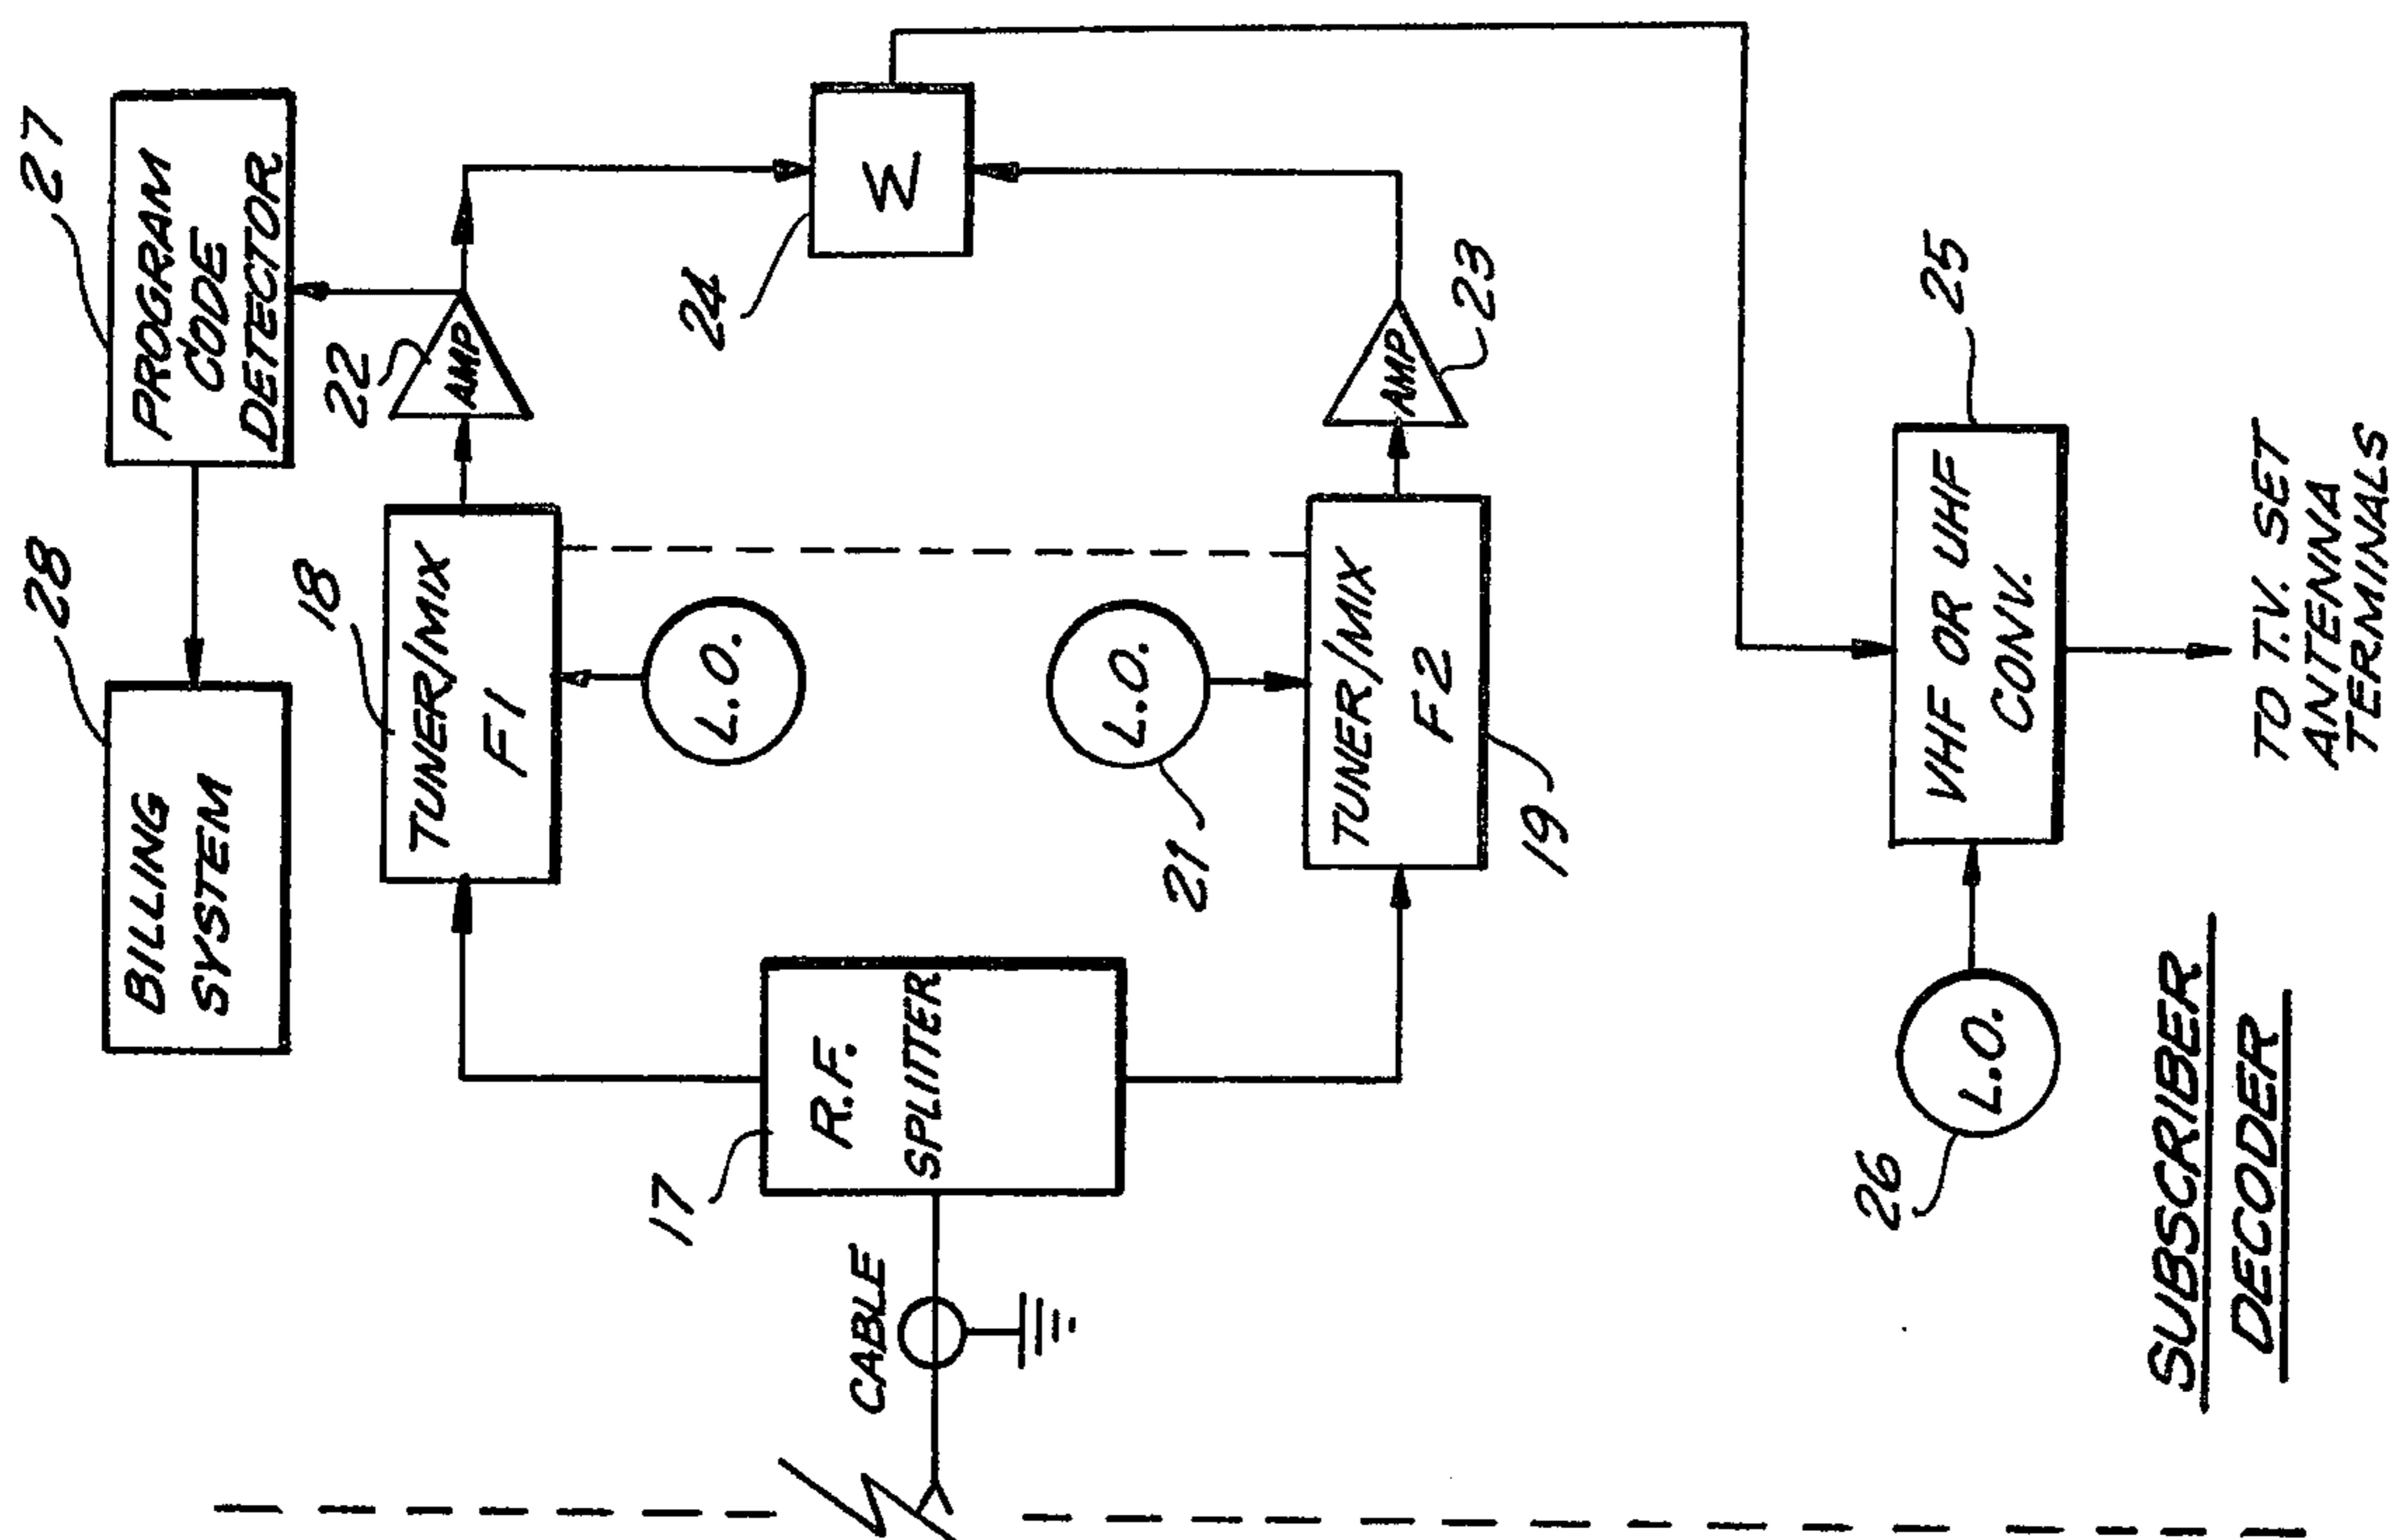 28
BILLING
SYSTEM
27
PROGRAM
CODE
DETECTOR
18
TUNER/MIX
F1
22
AMP
L.O.
17
R.F.
SPLITTER
CABLE
24
W
21
L.O.
TUNER/MIX
F2
19
AMP
23
26
L.O.
VHF OR UHF
CONV.
25
TO T.V. SET
ANTENNA
TERMINALS
SUBSCRIBER
DECODER